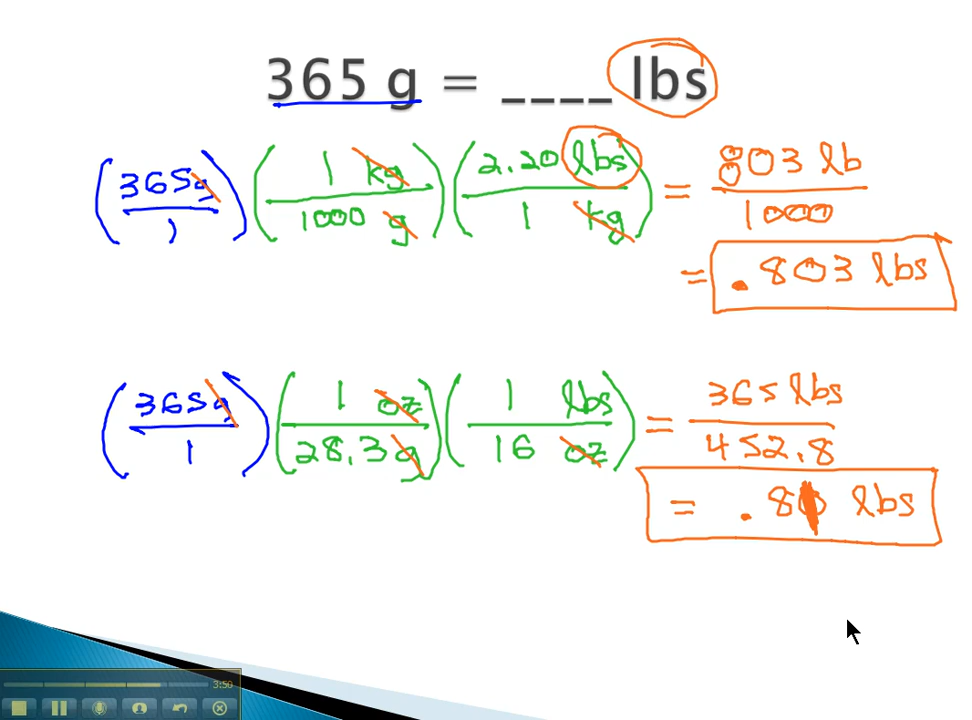 365 g = ____ lbs
(365g/1)(1 kg/1000 g)(2.20 lbs/1 kg) = 803 lb/1000
= .803 lbs
(365g/1)(1 oz/28.3g)(1 lbs/16 oz) = 365 lbs/452.8
= .81 lbs
3:50